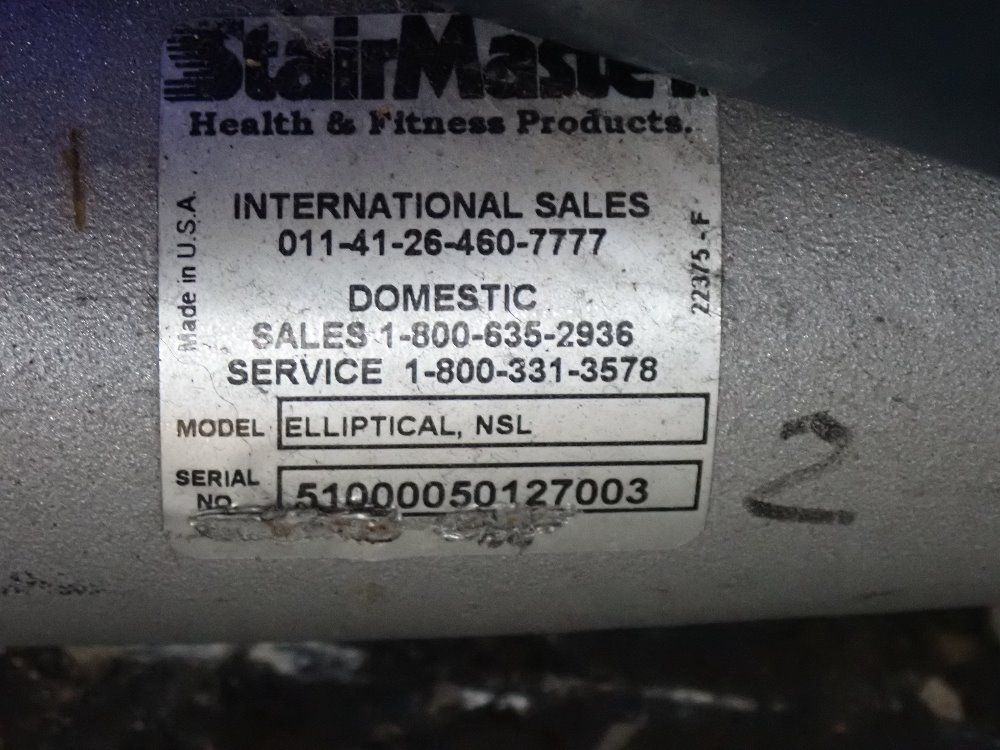 StairMaster
Health & Fitness Products.
Made in U.S.A.
INTERNATIONAL SALES
011-41-26-460-7777
22375 - F
DOMESTIC
SALES 1-800-635-2936
SERVICE 1-800-331-3578
MODEL ELLIPTICAL, NSL
SERIAL
NO. 51000050127003
2